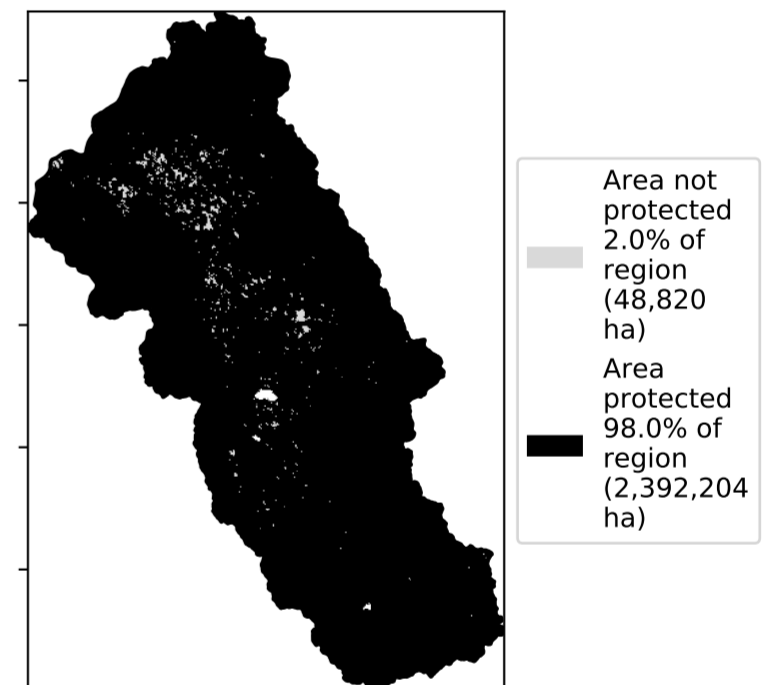 Area not
protected
2.0% of
region
(48,820
ha)
Area
protected
98.0% of
region
(2,392,204
ha)